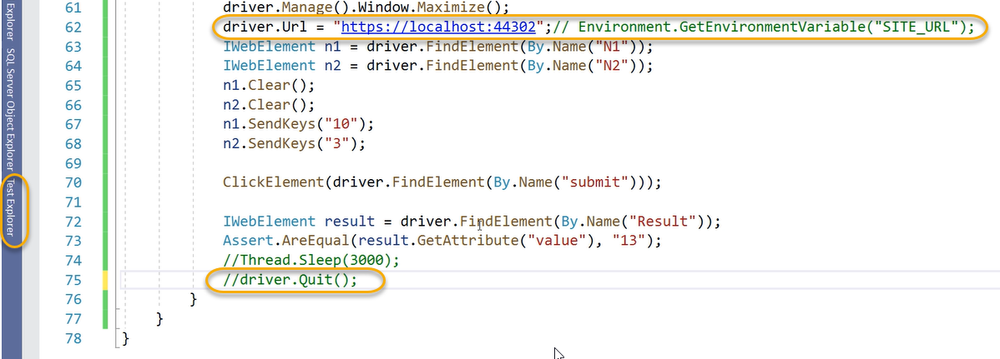 Explorer
SQL Server Object Explorer
Test Explorer
61 driver.Manage().Window.Maximize();
62 driver.Url = "https://localhost:44302";// Environment.GetEnvironmentVariable("SITE_URL");
63 IWebElement n1 = driver.FindElement(By.Name("N1"));
64 IWebElement n2 = driver.FindElement(By.Name("N2"));
65 n1.Clear();
66 n2.Clear();
67 n1.SendKeys("10");
68 n2.SendKeys("3");
69
70 ClickElement(driver.FindElement(By.Name("submit")));
71
72 IWebElement result = driver.FindElement(By.Name("Result"));
73 Assert.AreEqual(result.GetAttribute("value"), "13");
74 //Thread.Sleep(3000);
75 //driver.Quit();
76 }
77 }
78 }